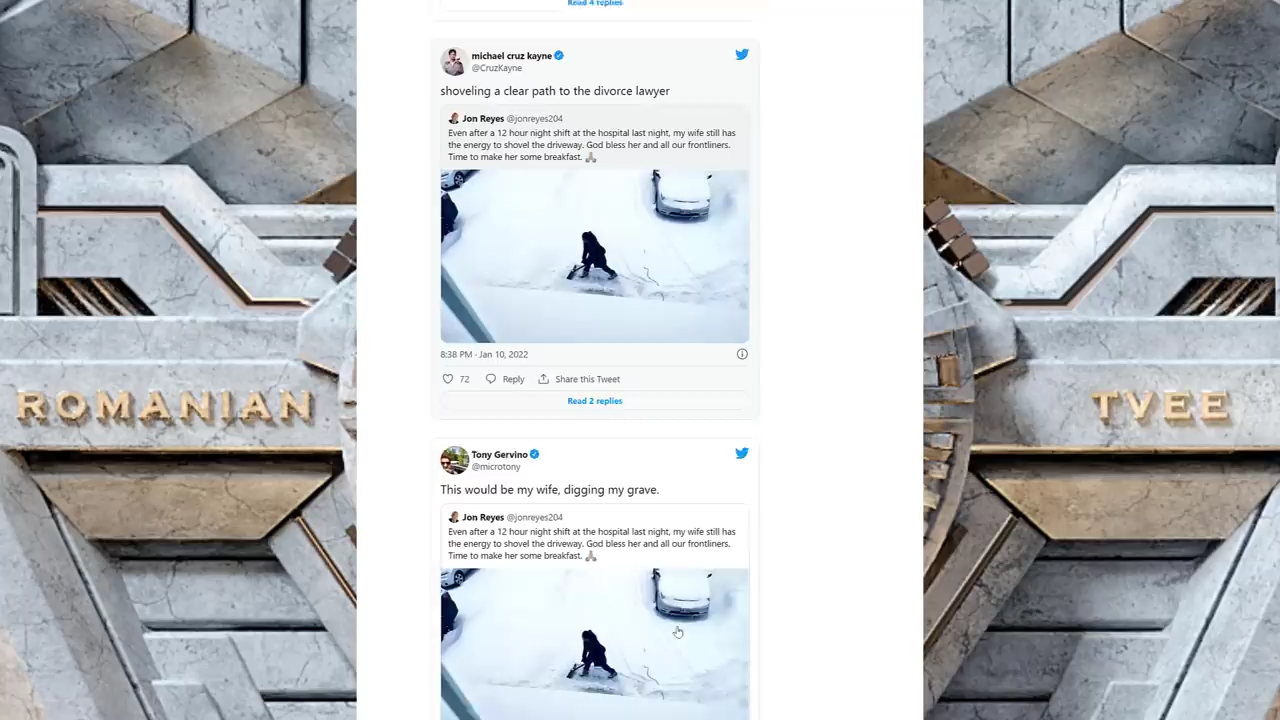 Read 4 replies
michael cruz kayne
@CruzKayne
shoveling a clear path to the divorce lawyer
Jon Reyes @jonreyes204
Even after a 12 hour night shift at the hospital last night, my wife still has
the energy to shovel the driveway. God bless her and all our frontliners.
Time to make her some breakfast. 🙏🏼
8:38 PM · Jan 10, 2022
72 Reply Share this Tweet
Read 2 replies
ROMANIAN
TVEE
Tony Gervino
@microtony
This would be my wife, digging my grave.
Jon Reyes @jonreyes204
Even after a 12 hour night shift at the hospital last night, my wife still has
the energy to shovel the driveway. God bless her and all our frontliners.
Time to make her some breakfast. 🙏🏼